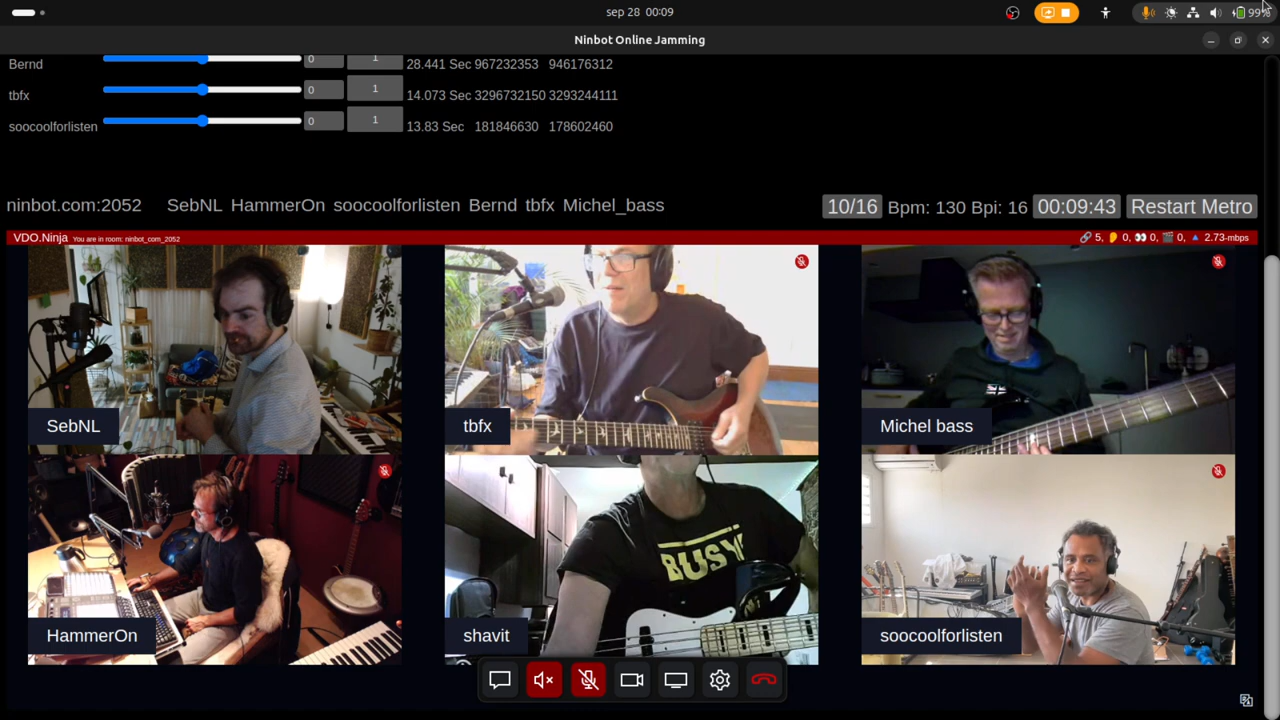 sep 28 00:09
99%
Ninbot Online Jamming
Bernd 0 1 28.441 Sec 967232353 946176312
tbfx 0 1 14.073 Sec 3296732150 3293244111
soocoolforlisten 0 1 13.83 Sec 181846630 178602460
ninbot.com:2052 SebNL HammerOn soocoolforlisten Bernd tbfx Michel_bass 10/16 Bpm: 130 Bpi: 16 00:09:43 Restart Metro
VDO.Ninja You are in room: ninbot_com_2052 5, 0, 0, 0, 2.73-mbps
SebNL
tbfx
Michel bass
BUSY
HammerOn
shavit
soocoolforlisten